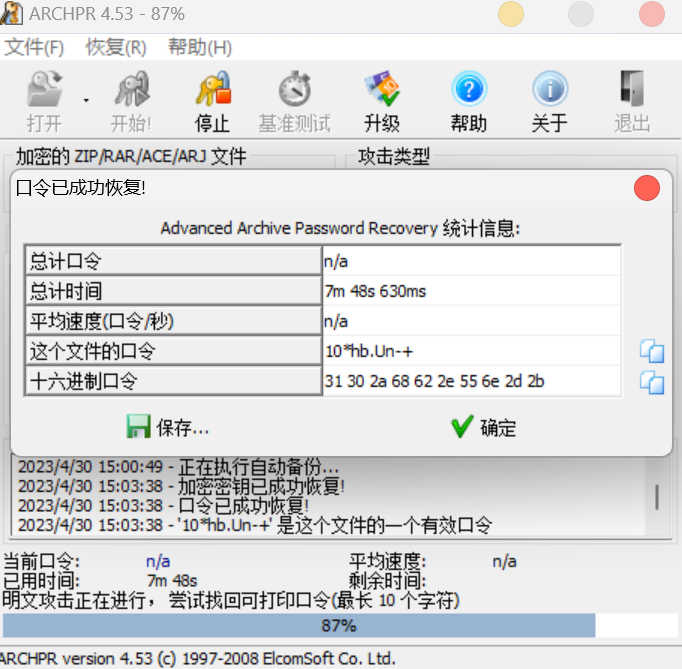 ARCHPR 4.53 - 87%
文件(F) 恢复(R) 帮助(H)
打开 开始! 停止 基准测试 升级 帮助 关于 退出
加密的 ZIP/RAR/ACE/ARJ 文件 攻击类型
口令已成功恢复!
Advanced Archive Password Recovery 统计信息:
总计口令 n/a
总计时间 7m 48s 630ms
平均速度(口令/秒) n/a
这个文件的口令 10*hb.Un-+
十六进制口令 31 30 2a 68 62 2e 55 6e 2d 2b
保存... 确定
2023/4/30 15:00:49 - 正在执行自动备份...
2023/4/30 15:03:38 - 加密密钥已成功恢复!
2023/4/30 15:03:38 - 口令已成功恢复!
2023/4/30 15:03:38 - '10*hb.Un-+' 是这个文件的一个有效口令
当前口令: n/a 平均速度: n/a
已用时间: 7m 48s 剩余时间:
明文攻击正在进行，尝试找回可打印口令(最长 10 个字符)
87%
ARCHPR version 4.53 (c) 1997-2008 ElcomSoft Co. Ltd.